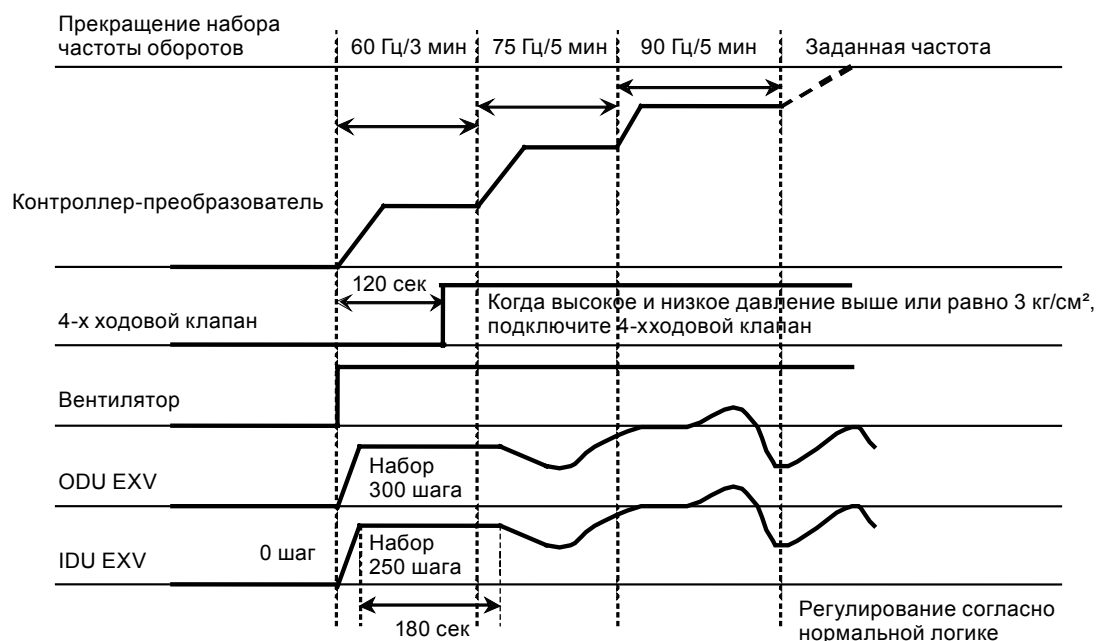 Прекращение набора
частоты оборотов
60 Гц/3 мин
75 Гц/5 мин
90 Гц/5 мин
Заданная частота
Контроллер-преобразователь
120 сек
Когда высокое и низкое давление выше или равно 3 кг/см²,
подключите 4-хходовой клапан
4-х ходовой клапан
Вентилятор
ODU EXV
Набор
300 шага
IDU EXV
0 шаг
Набор
250 шага
180 сек
Регулирование согласно
нормальной логике